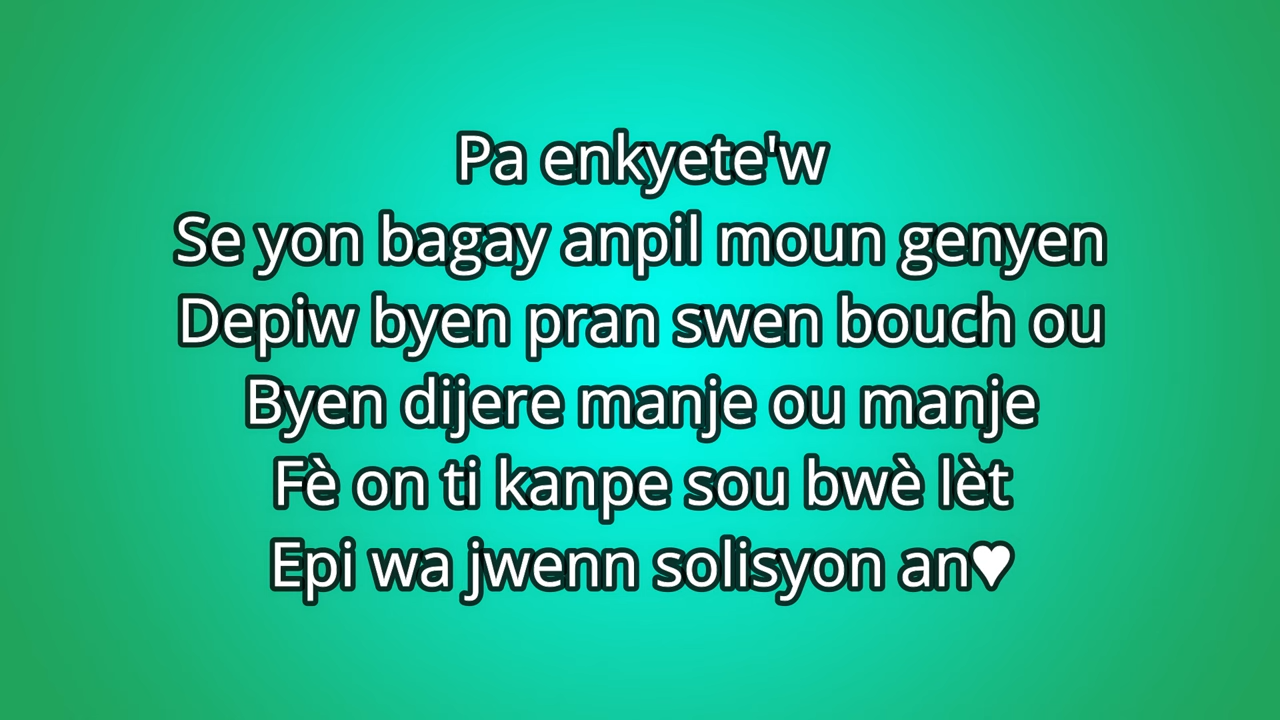 Pa enkyete'w
Se yon bagay anpil moun genyen
Depiw byen pran swen bouch ou
Byen dijere manje ou manje
Fè on ti kanpe sou bwè lèt
Epi wa jwenn solisyon an♥